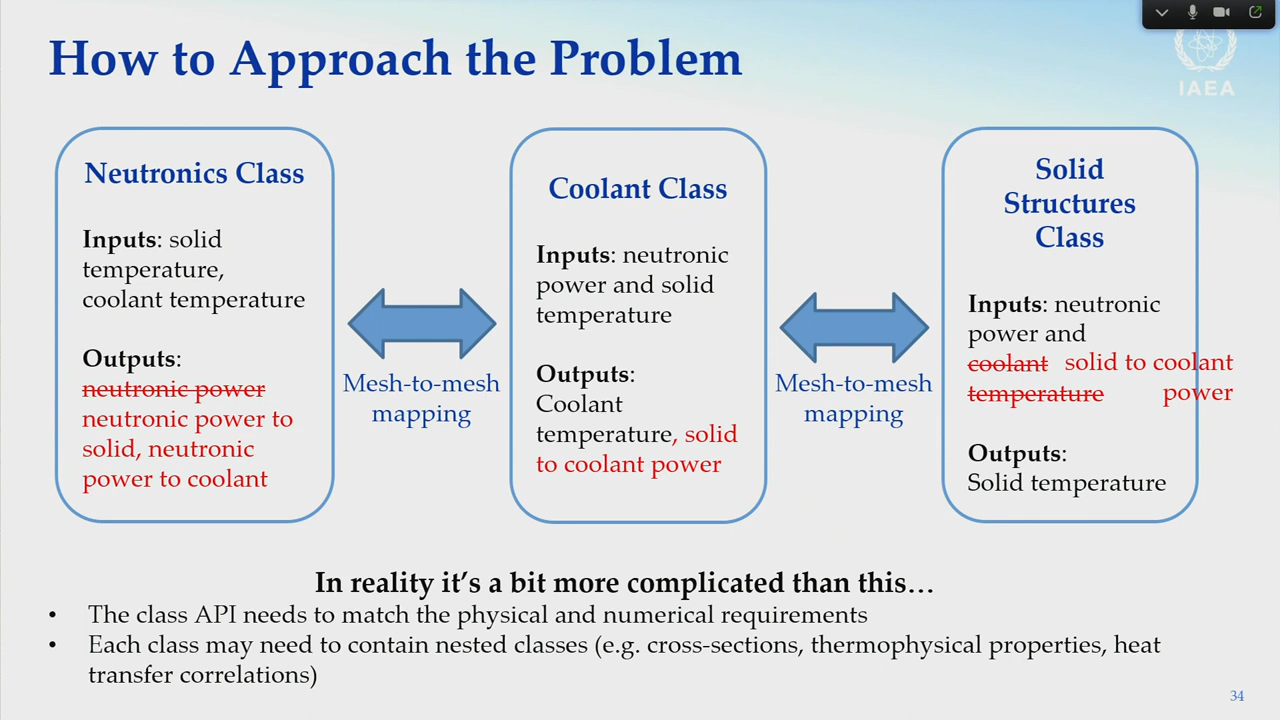 How to Approach the Problem
IAEA
Neutronics Class
Inputs: solid
temperature,
coolant temperature
Outputs:
neutronic power
neutronic power to
solid, neutronic
power to coolant
Mesh-to-mesh
mapping
Coolant Class
Inputs: neutronic
power and solid
temperature
Outputs:
Coolant
temperature, solid
to coolant power
Mesh-to-mesh
mapping
Solid
Structures
Class
Inputs: neutronic
power and
coolant solid to coolant
temperature power
Outputs:
Solid temperature
In reality it’s a bit more complicated than this…
• The class API needs to match the physical and numerical requirements
• Each class may need to contain nested classes (e.g. cross-sections, thermophysical properties, heat
transfer correlations)
34